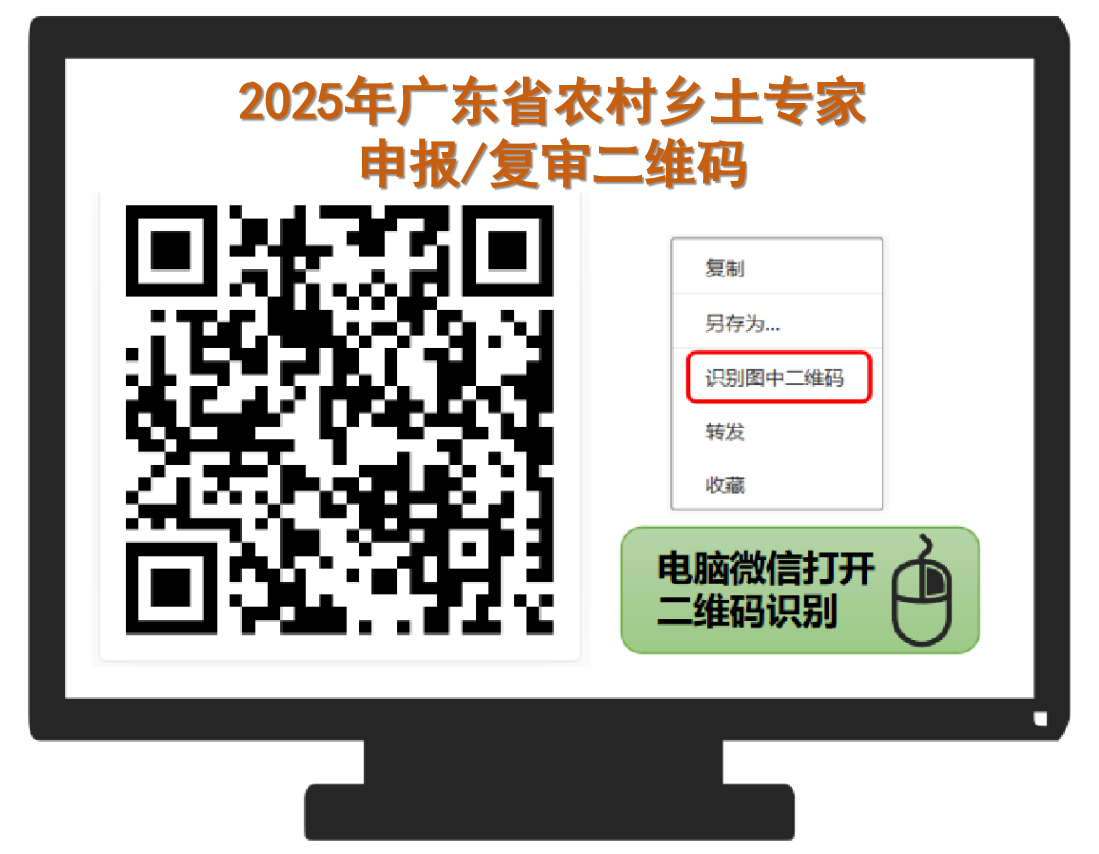 2025年广东省农村乡土专家
申报/复审二维码
复制
另存为...
识别图中二维码
转发
收藏
电脑微信打开
二维码识别